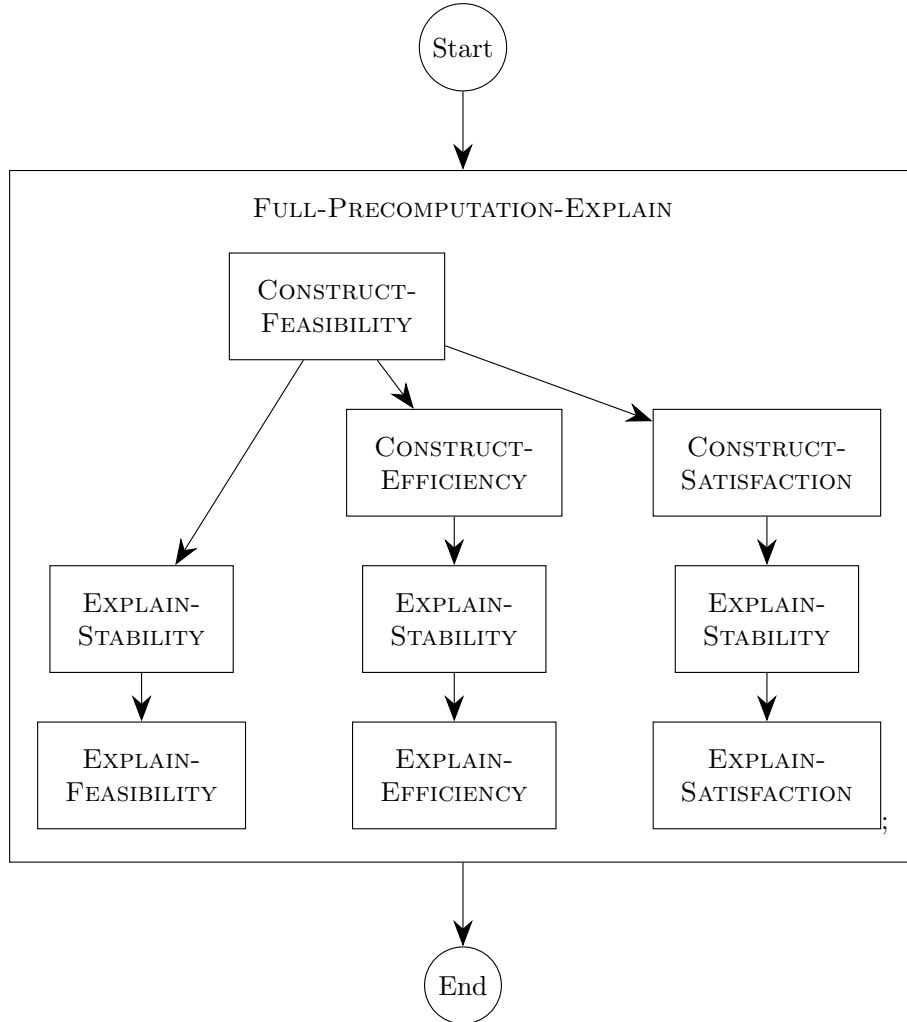 Start
Full-Precomputation-Explain
Construct-
Feasibility
Construct-
Efficiency
Construct-
Satisfaction
Explain-
Stability
Explain-
Stability
Explain-
Stability
Explain-
Feasibility
Explain-
Efficiency
Explain-
Satisfaction
;
End